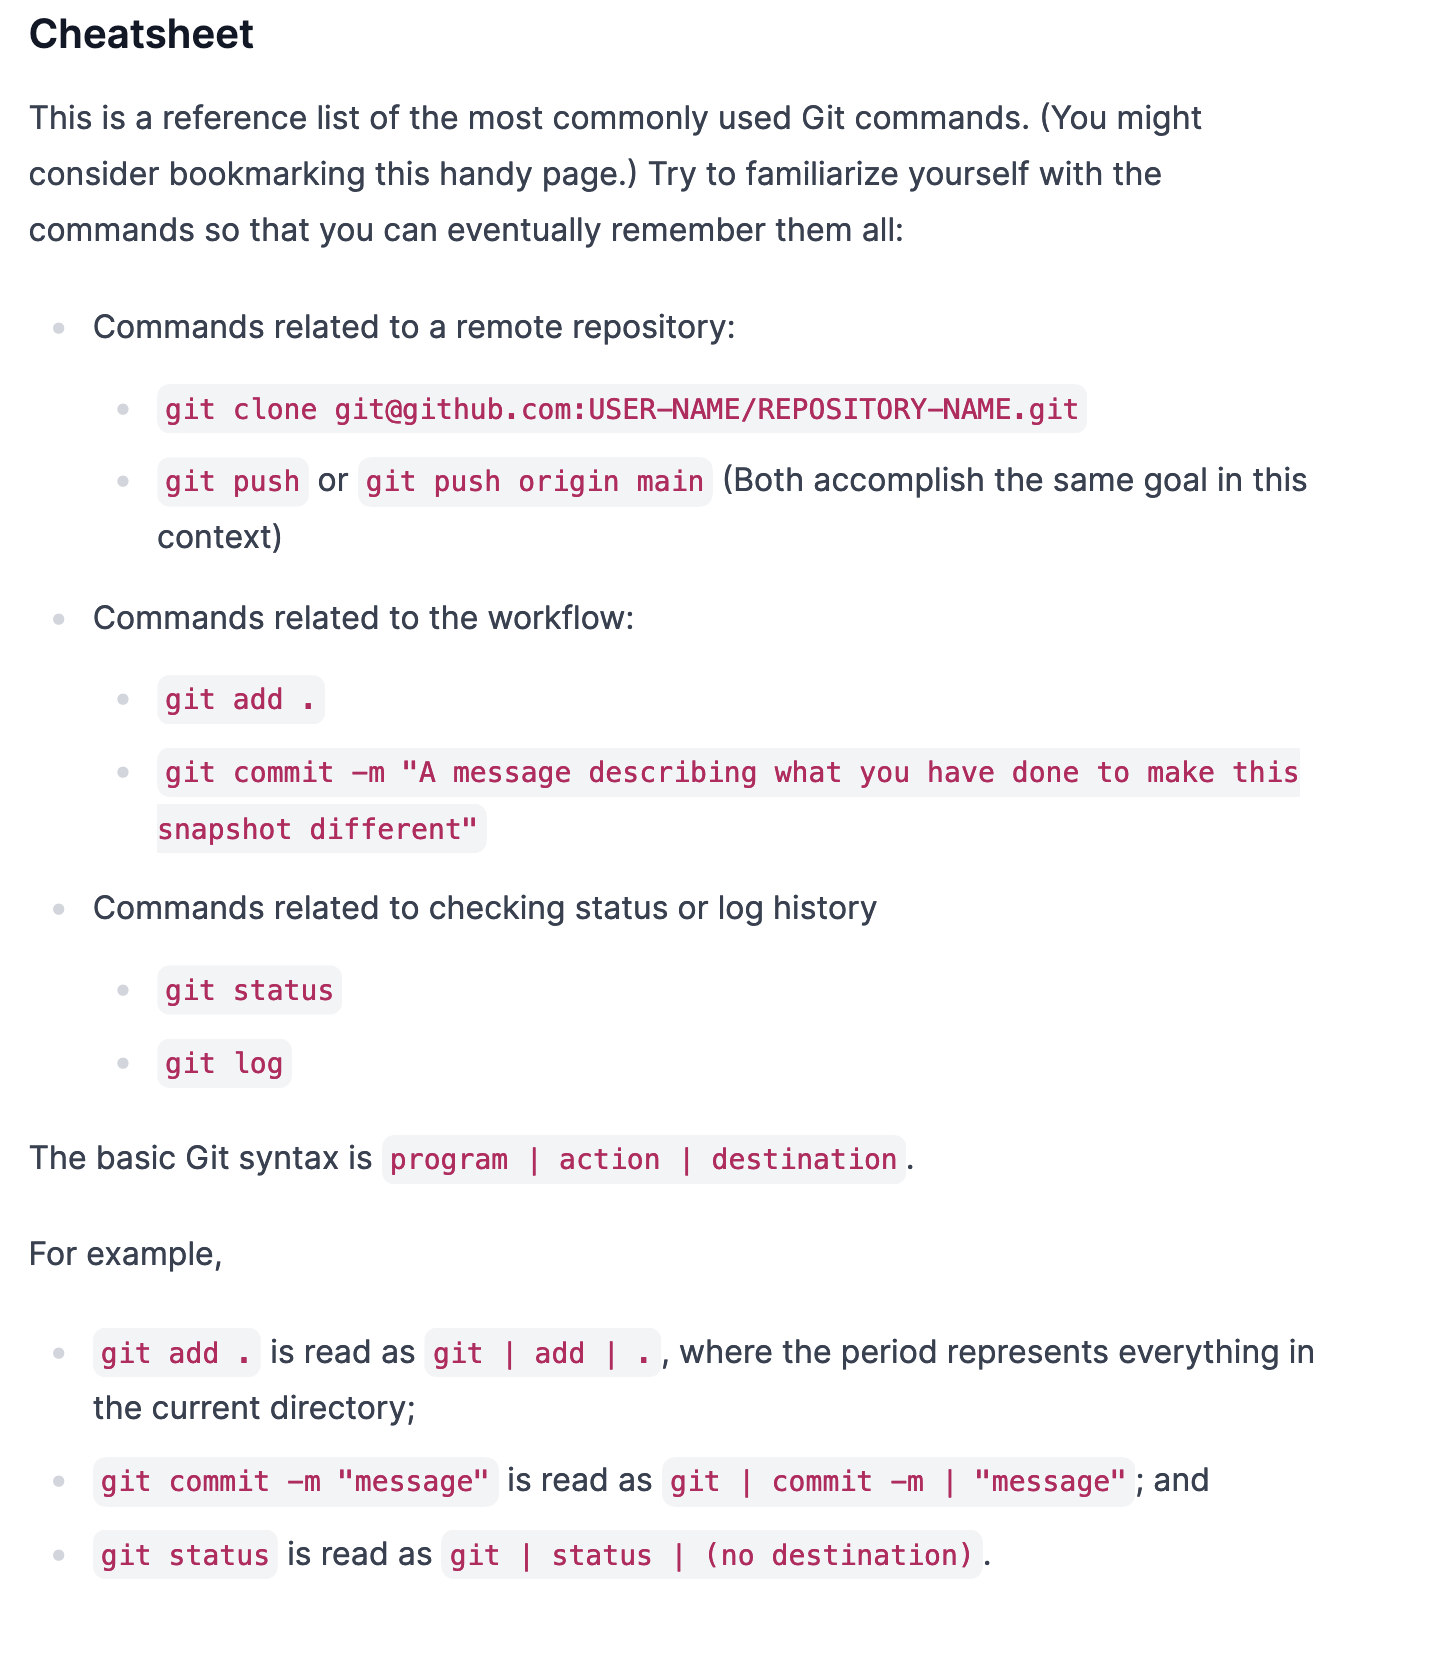 Cheatsheet
This is a reference list of the most commonly used Git commands. (You might
consider bookmarking this handy page.) Try to familiarize yourself with the
commands so that you can eventually remember them all:
Commands related to a remote repository:
git clone git@github.com:USER-NAME/REPOSITORY-NAME.git
git push or git push origin main (Both accomplish the same goal in this
context)
Commands related to the workflow:
git add .
git commit -m "A message describing what you have done to make this
snapshot different"
Commands related to checking status or log history
git status
git log
The basic Git syntax is program | action | destination.
For example,
git add . is read as git | add | ., where the period represents everything in
the current directory;
git commit -m "message" is read as git | commit -m | "message"; and
git status is read as git | status | (no destination).